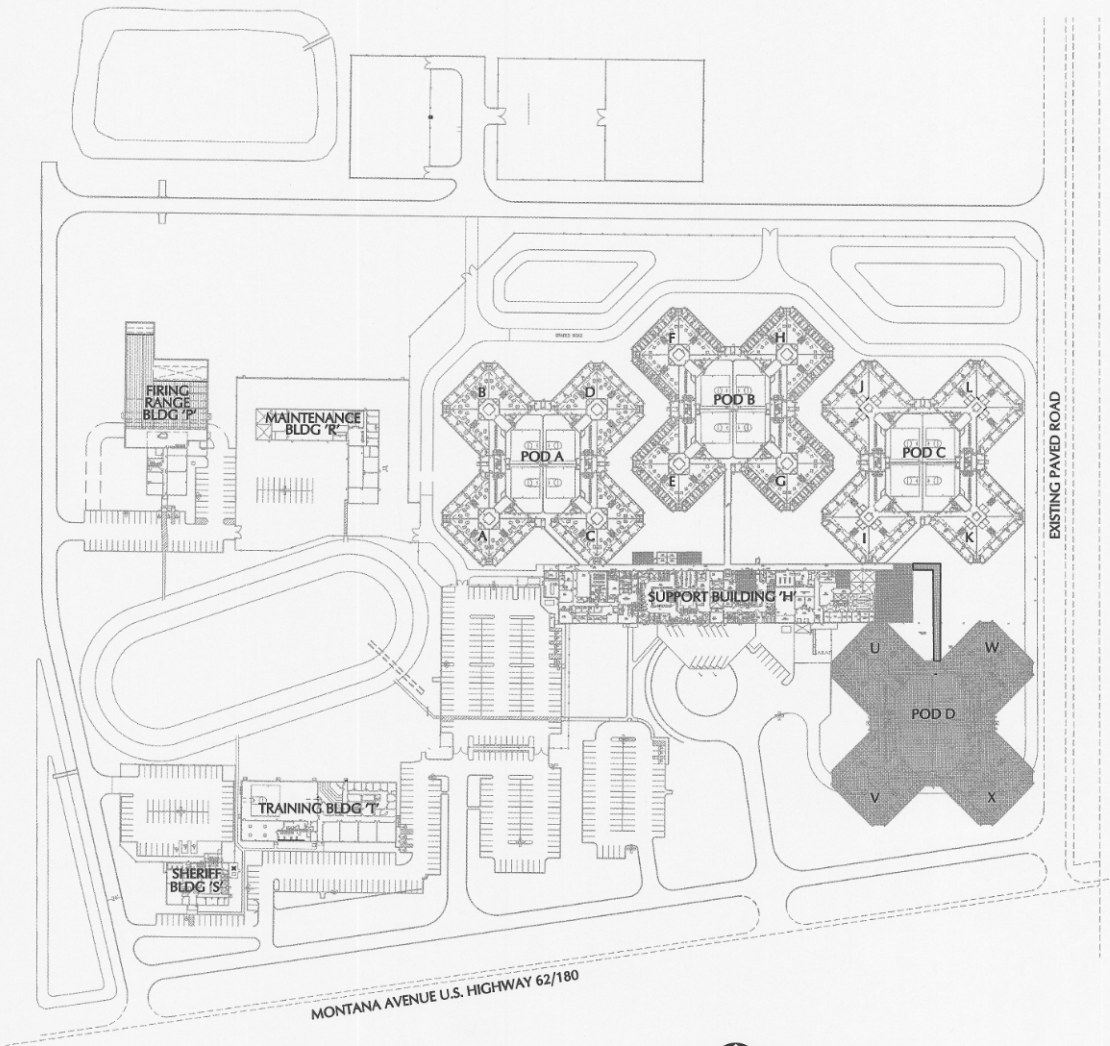 F
H
B
D
POD B
J
L
FIRING
RANGE
BLDG 'P'
MAINTENANCE
BLDG 'R'
POD A
POD C
E
G
A
C
I
K
EXISTING PAVED ROAD
SUPPORT BUILDING 'H'
U
W
POD D
V
X
TRAINING BLDG 'T'
SHERIFF
BLDG 'S'
MONTANA AVENUE U.S. HIGHWAY 62/180